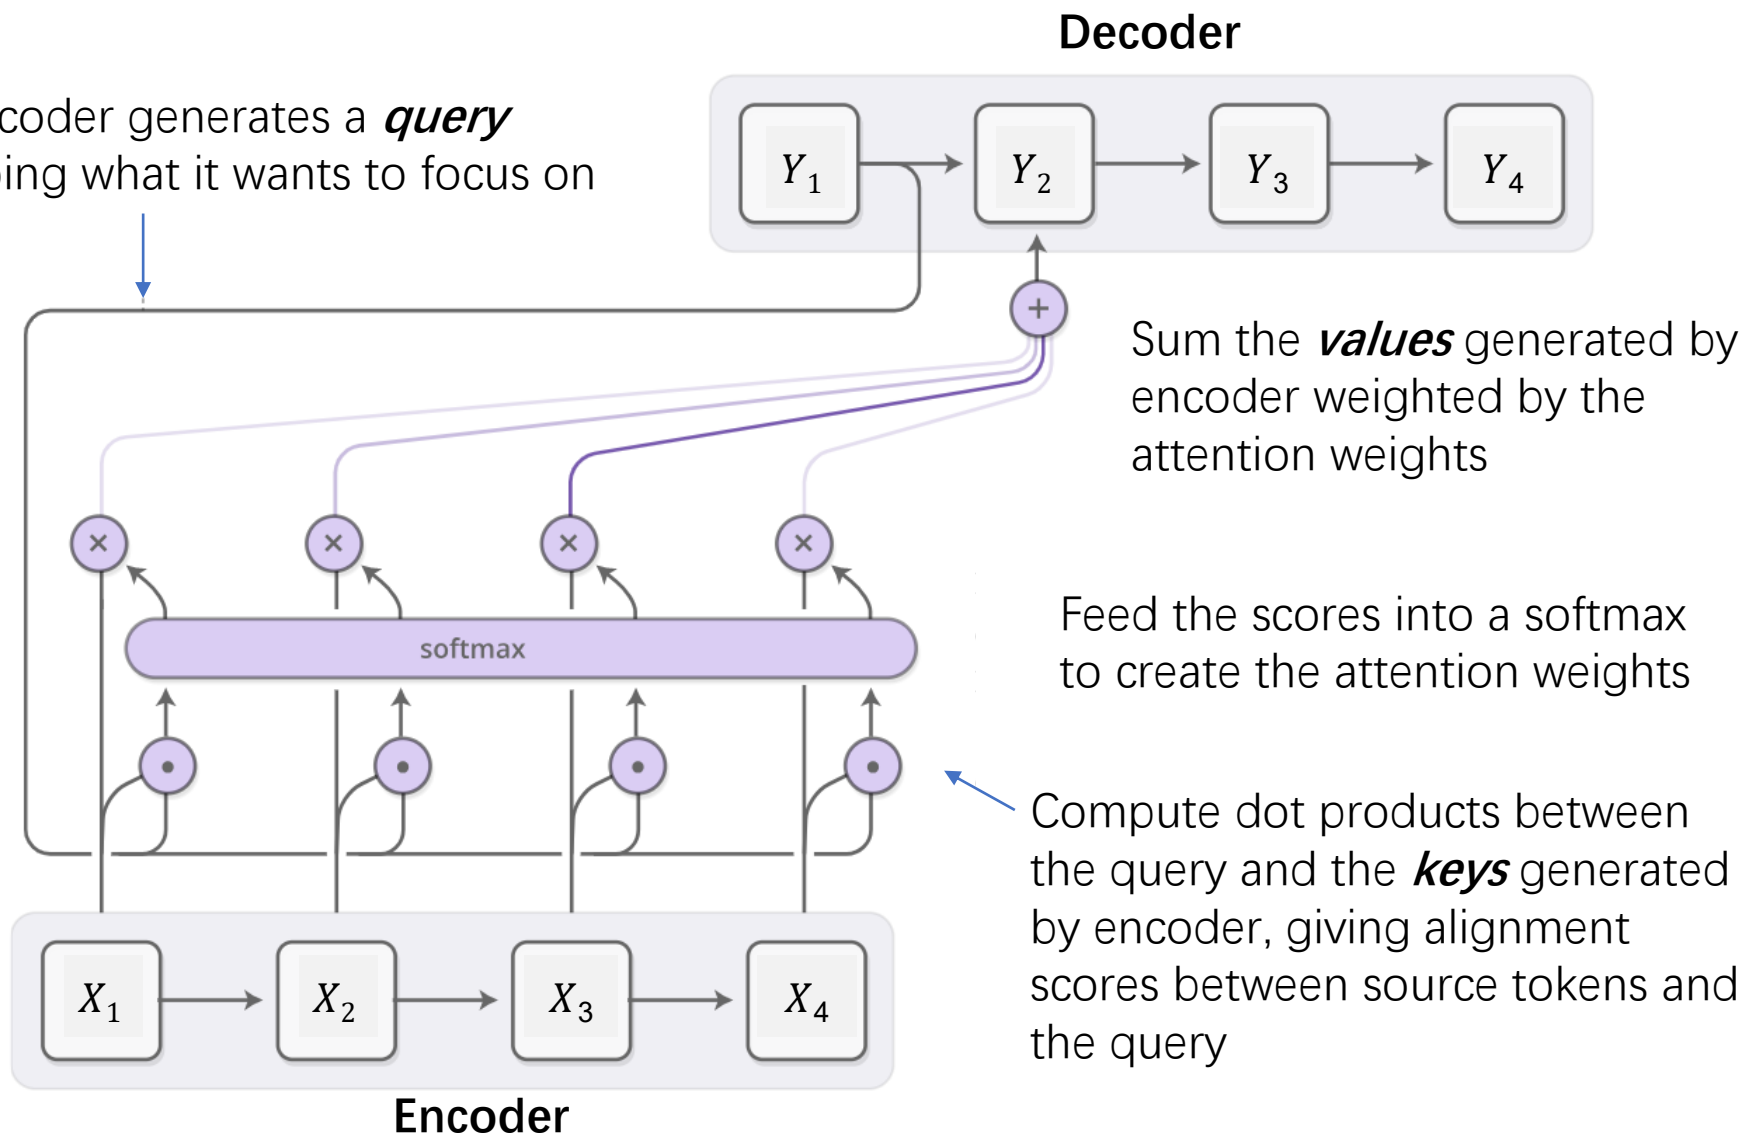 Decoder
coder generates a query
ing what it wants to focus on
Y1 Y2 Y3 Y4
+
Sum the values generated by
encoder weighted by the
attention weights
× × × ×
Feed the scores into a softmax
to create the attention weights
softmax
Compute dot products between
the query and the keys generated
by encoder, giving alignment
scores between source tokens and
the query
X1 X2 X3 X4
Encoder